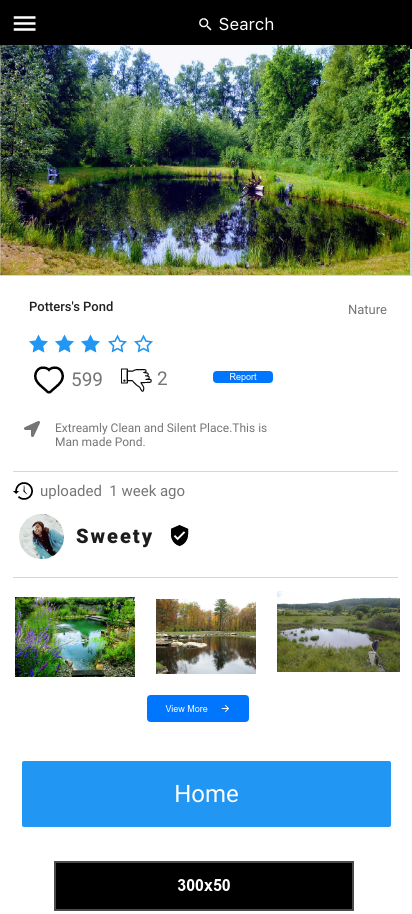 Search
Potters's Pond
Nature
599
2
Report
Extreamly Clean and Silent Place.This is
Man made Pond.
uploaded 1 week ago
Sweety
View More
Home
300x50